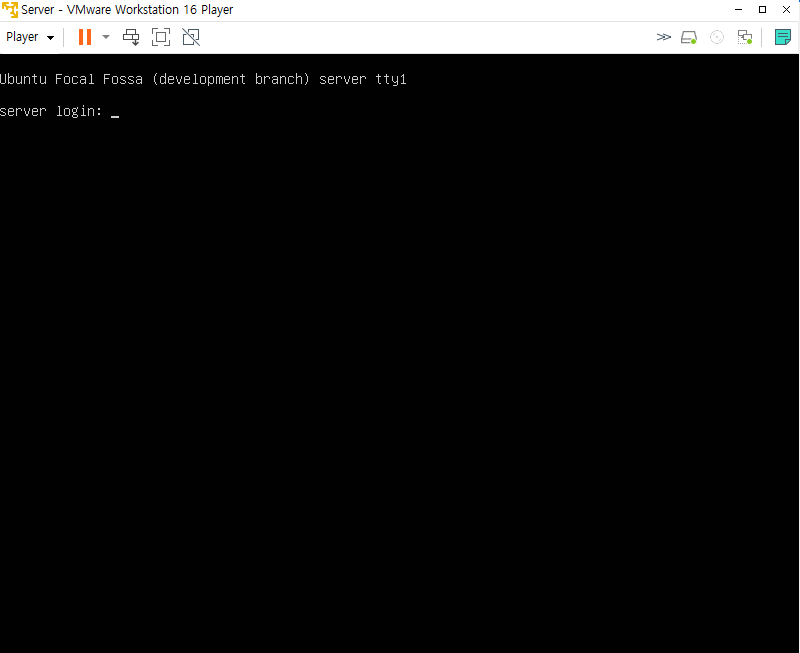 Server - VMware Workstation 16 Player
Player
Ubuntu Focal Fossa (development branch) server tty1
server login: _